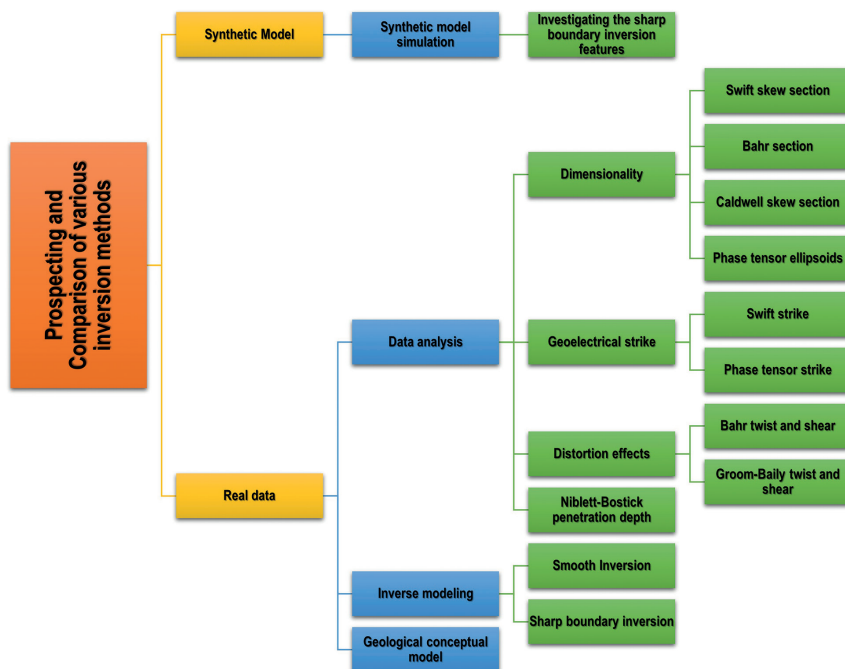 Prospecting and
Comparison of various
inversion methods
Synthetic Model
Synthetic model
simulation
Investigating the sharp
boundary inversion
features
Real data
Data analysis
Dimensionality
Swift skew section
Bahr section
Caldwell skew section
Phase tensor ellipsoids
Geoelectrical strike
Swift strike
Phase tensor strike
Distortion effects
Bahr twist and shear
Groom-Baily twist and
shear
Niblett-Bostick
penetration depth
Inverse modeling
Smooth Inversion
Sharp boundary inversion
Geological conceptual
model